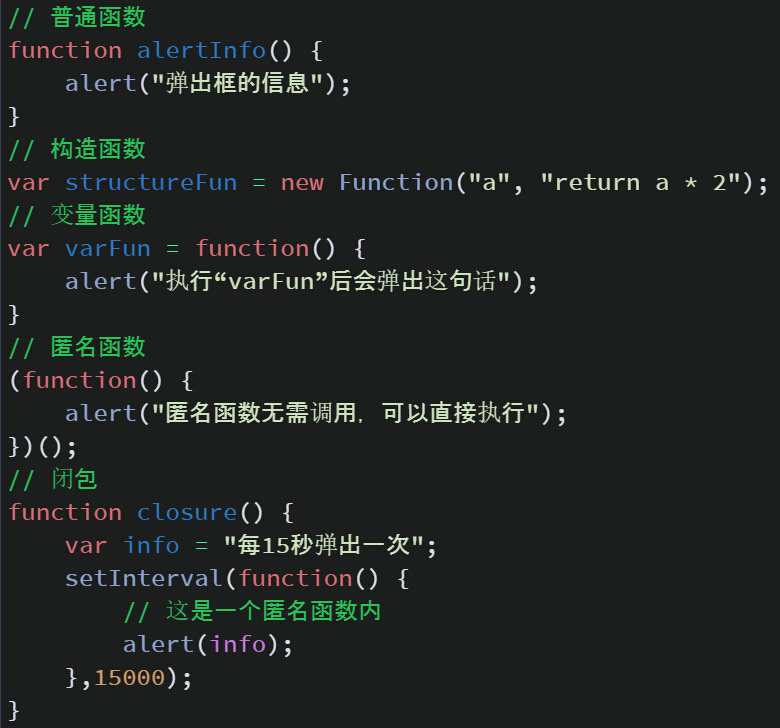 // 普通函数
function alertInfo() {
    alert("弹出框的信息");
}
// 构造函数
var structureFun = new Function("a", "return a * 2");
// 变量函数
var varFun = function() {
    alert("执行“varFun”后会弹出这句话");
}
// 匿名函数
(function() {
    alert("匿名函数无需调用，可以直接执行");
})();
// 闭包
function closure() {
    var info = "每15秒弹出一次";
    setInterval(function() {
        // 这是一个匿名函数内
        alert(info);
    },15000);
}